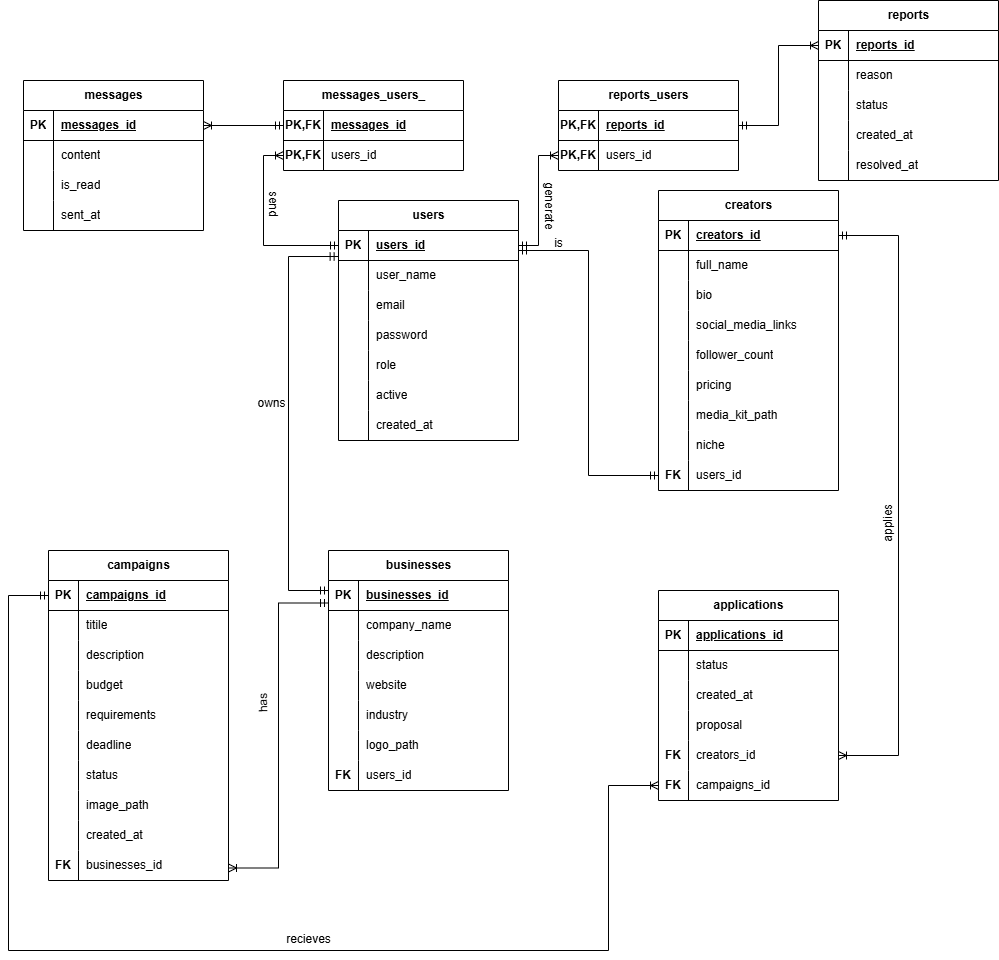 reports
PK reports_id
reason
status
created_at
resolved_at
messages
PK messages_id
content
is_read
sent_at
messages_users_
PK,FK messages_id
PK,FK users_id
reports_users
PK,FK reports_id
PK,FK users_id
send
generate
is
users
PK users_id
user_name
email
password
role
active
created_at
creators
PK creators_id
full_name
bio
social_media_links
follower_count
pricing
media_kit_path
niche
FK users_id
owns
applies
campaigns
PK campaigns_id
titile
description
budget
requirements
deadline
status
image_path
created_at
FK businesses_id
has
businesses
PK businesses_id
company_name
description
website
industry
logo_path
FK users_id
applications
PK applications_id
status
created_at
proposal
FK creators_id
FK campaigns_id
recieves